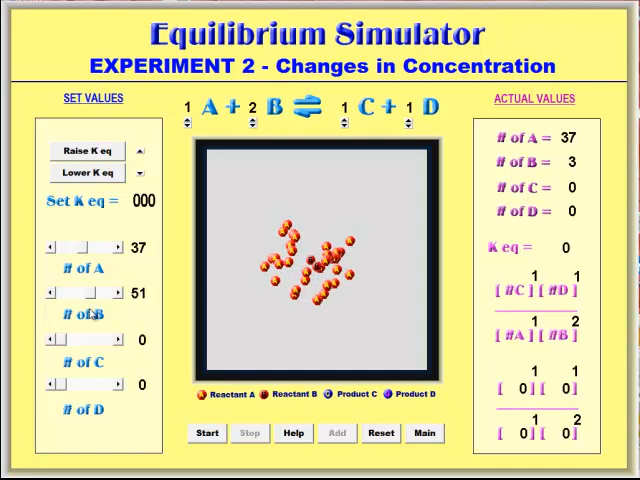 Equilibrium Simulator
EXPERIMENT 2 - Changes in Concentration
SET VALUES
1 A + 2 B ⇌ 1 C + 1 D
ACTUAL VALUES
Raise K eq
Lower K eq
Set K eq = 000
37
# of A
51
# of B
0
# of C
0
# of D
# of A = 37
# of B = 3
# of C = 0
# of D = 0
K eq = 0
1 1
[ #C ] [ #D ]
1 2
[ #A ] [ #B ]
1 1
[ 0] [ 0]
1 2
[ 0] [ 0]
Reactant A Reactant B Product C Product D
Start Stop Help Add Reset Main